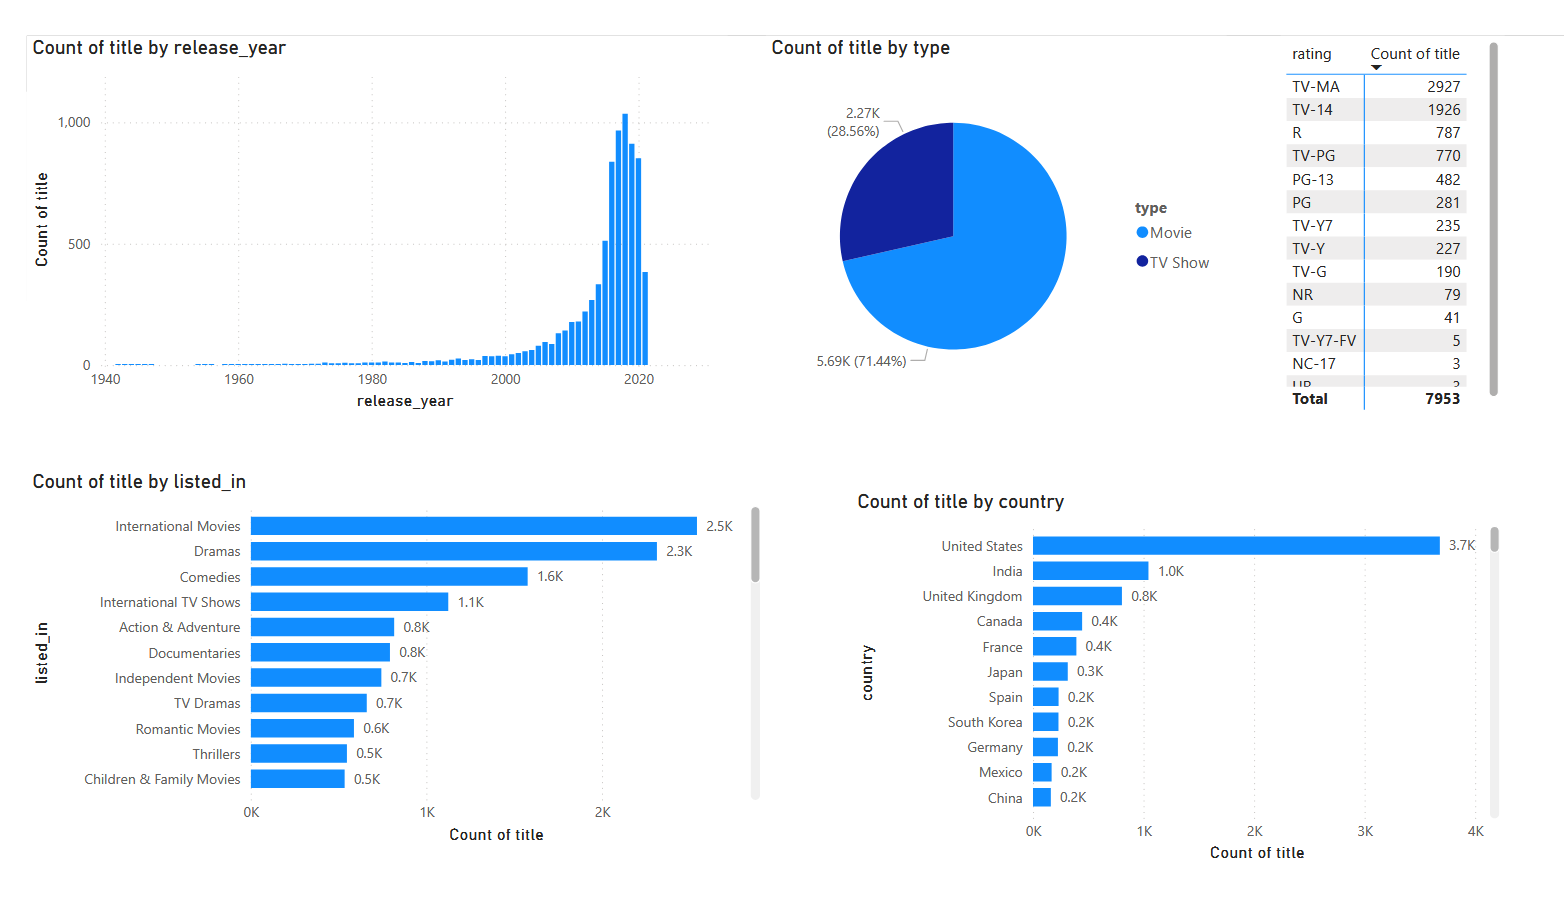 Count of title by release_year
1,000
500
0
Count of title
1940
1960
1980
2000
2020
release_year
Count of title by type
2.27K
(28.56%)
5.69K (71.44%)
type
Movie
TV Show
rating Count of title
TV-MA 2927
TV-14 1926
R 787
TV-PG 770
PG-13 482
PG 281
TV-Y7 235
TV-Y 227
TV-G 190
NR 79
G 41
TV-Y7-FV 5
NC-17 3
UR 3
Total 7953
Count of title by listed_in
listed_in
International Movies 2.5K
Dramas 2.3K
Comedies 1.6K
International TV Shows 1.1K
Action & Adventure 0.8K
Documentaries 0.8K
Independent Movies 0.7K
TV Dramas 0.7K
Romantic Movies 0.6K
Thrillers 0.5K
Children & Family Movies 0.5K
0K 1K 2K
Count of title
Count of title by country
country
United States 3.7K
India 1.0K
United Kingdom 0.8K
Canada 0.4K
France 0.4K
Japan 0.3K
Spain 0.2K
South Korea 0.2K
Germany 0.2K
Mexico 0.2K
China 0.2K
0K 1K 2K 3K 4K
Count of title